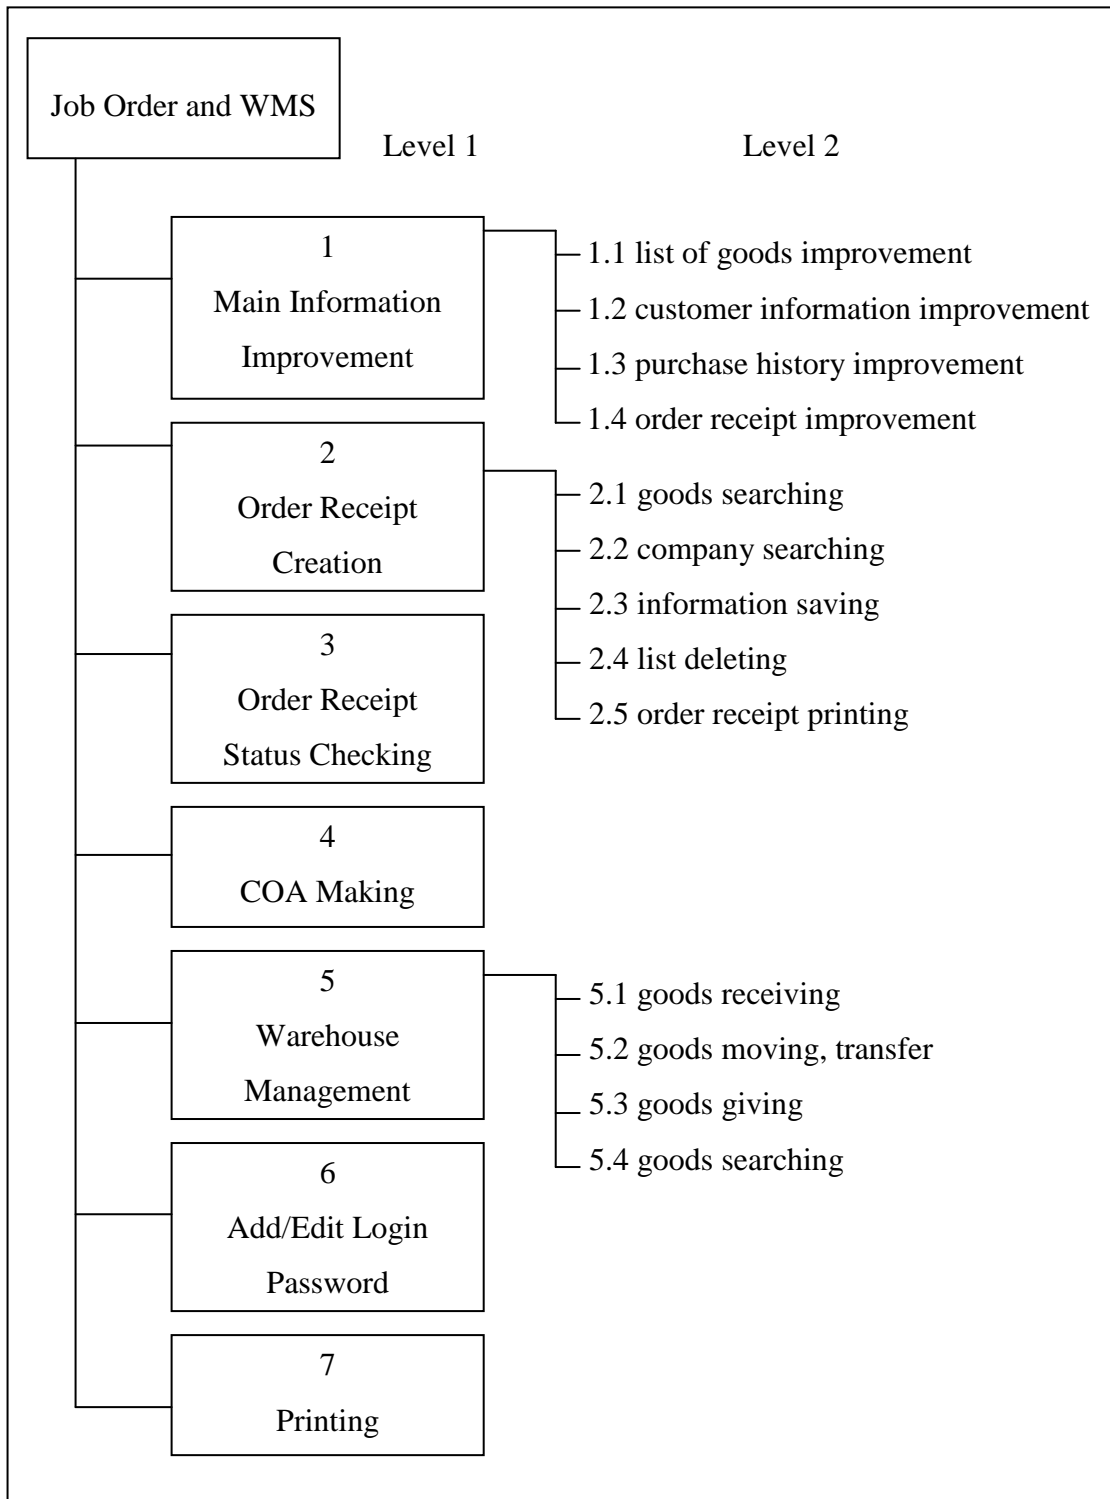 Job Order and WMS
Level 1
Level 2
1
Main Information
Improvement
1.1 list of goods improvement
1.2 customer information improvement
1.3 purchase history improvement
1.4 order receipt improvement
2
Order Receipt
Creation
2.1 goods searching
2.2 company searching
2.3 information saving
2.4 list deleting
2.5 order receipt printing
3
Order Receipt
Status Checking
4
COA Making
5
Warehouse
Management
5.1 goods receiving
5.2 goods moving, transfer
5.3 goods giving
5.4 goods searching
6
Add/Edit Login
Password
7
Printing